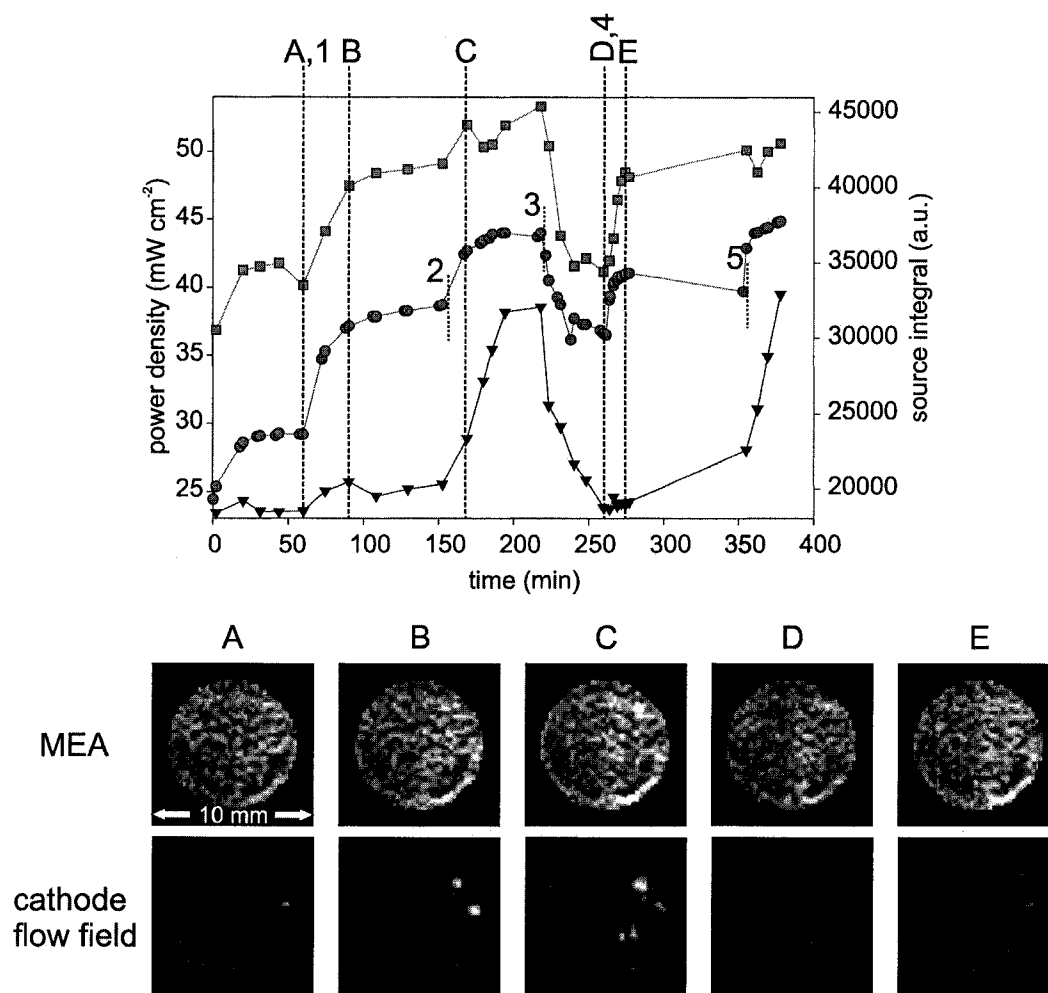 A,1 B C D,4 E
power density (mW cm⁻²)
50
45
40
35
30
25
45000
40000
35000
30000
25000
20000
source integral (a.u.)
2
3
5
0 50 100 150 200 250 300 350 400
time (min)
A B C D E
MEA
10 mm
cathode
flow field